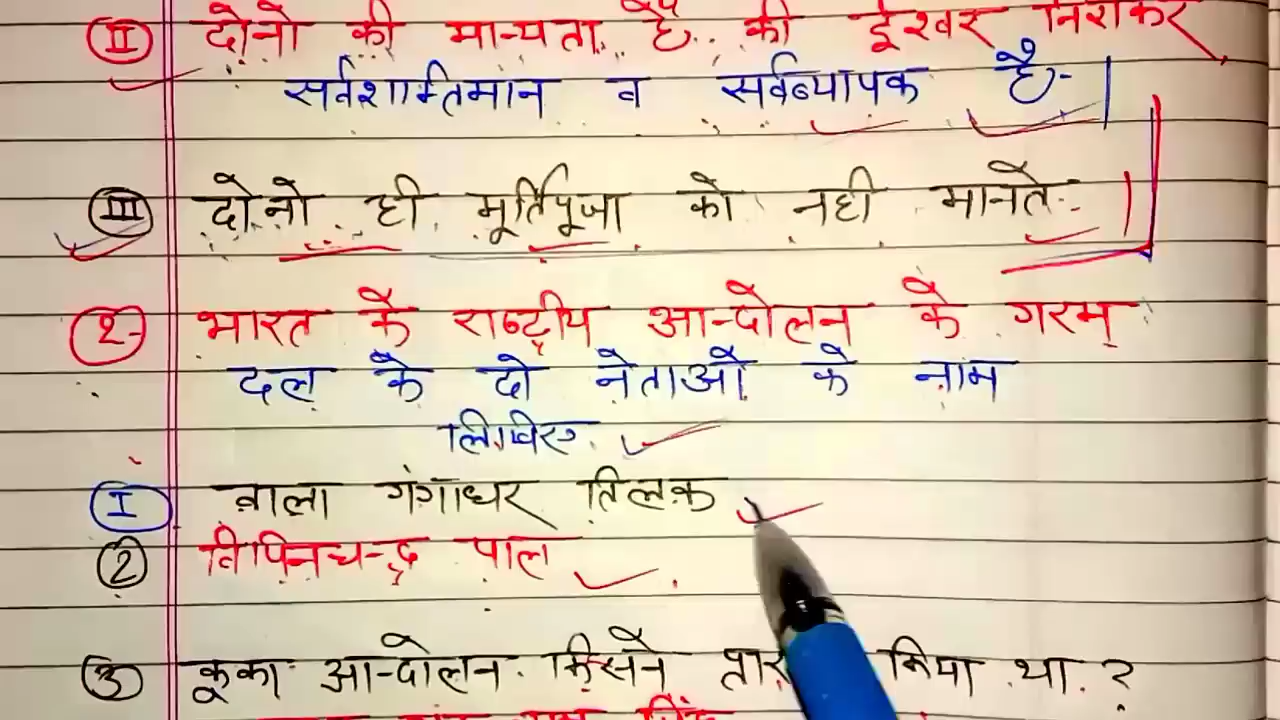 II दोनो की मान्यता है की ईश्वर निराकर
सर्वशक्तिमान व सर्वव्यापक है
III दोनो ही मूर्तिपूजा को नही मानते
2- भारत के राष्ट्रीय आन्दोलन के गरम
दल के दो नेताओं के नाम
लिखिए
I बाला गंगाधर तिलक
2 विपिनचन्द्र पाल
3 कूका आन्दोलन किसने किया था ?